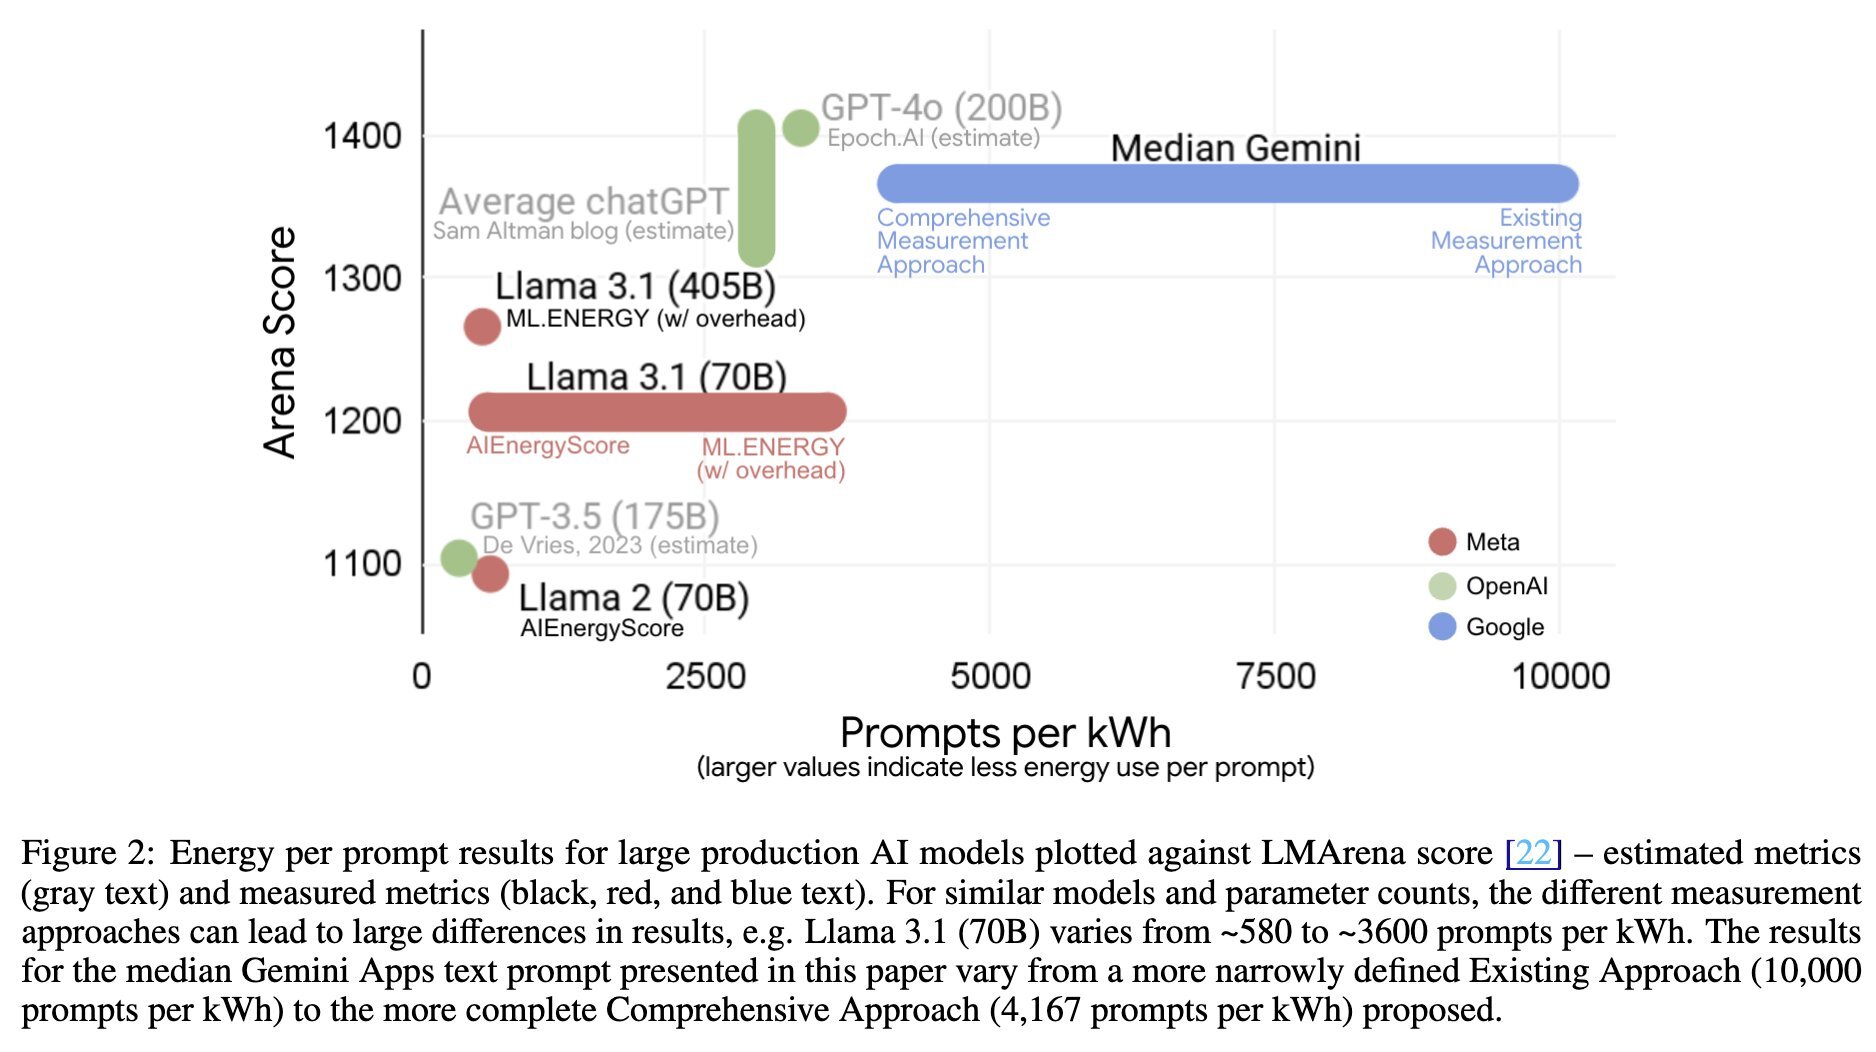 GPT-4o (200B)
Epoch.AI (estimate)
1400
Median Gemini
Average chatGPT
Sam Altman blog (estimate)
Comprehensive
Measurement
Approach
Existing
Measurement
Approach
1300
Llama 3.1 (405B)
ML.ENERGY (w/ overhead)
Arena Score
Llama 3.1 (70B)
1200
AIEnergyScore
ML.ENERGY
(w/ overhead)
GPT-3.5 (175B)
De Vries, 2023 (estimate)
1100
Llama 2 (70B)
AIEnergyScore
Meta
OpenAI
Google
0 2500 5000 7500 10000
Prompts per kWh
(larger values indicate less energy use per prompt)
Figure 2: Energy per prompt results for large production AI models plotted against LMArena score [22] – estimated metrics
(gray text) and measured metrics (black, red, and blue text). For similar models and parameter counts, the different measurement
approaches can lead to large differences in results, e.g. Llama 3.1 (70B) varies from ~580 to ~3600 prompts per kWh. The results
for the median Gemini Apps text prompt presented in this paper vary from a more narrowly defined Existing Approach (10,000
prompts per kWh) to the more complete Comprehensive Approach (4,167 prompts per kWh) proposed.